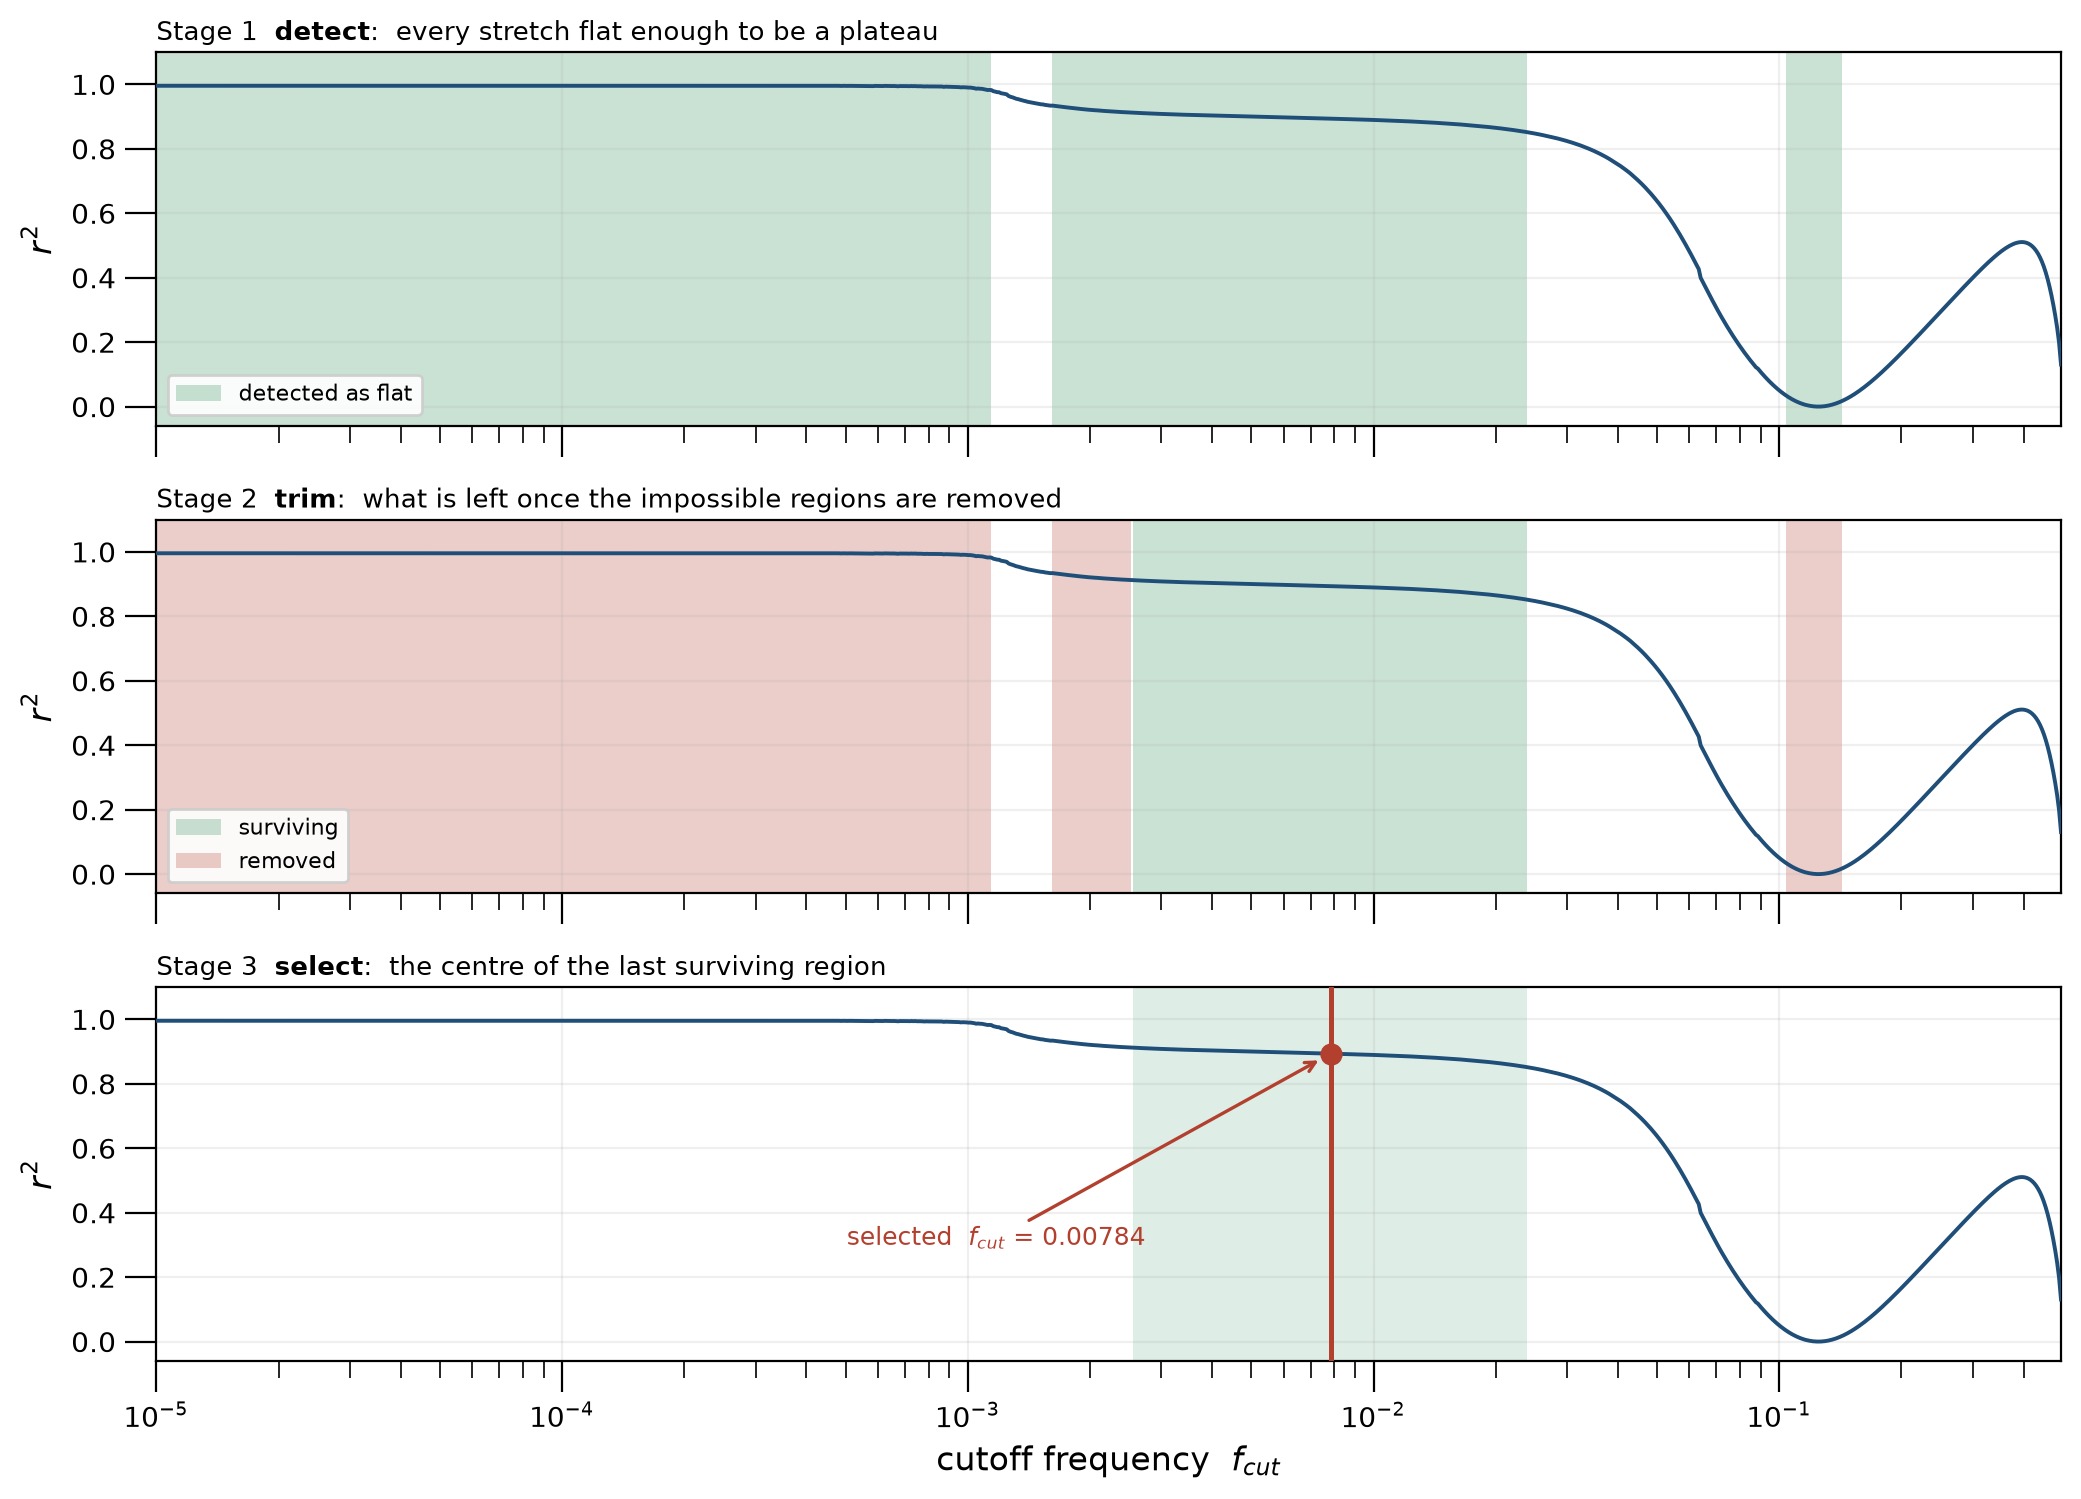 Stage 1  detect:  every stretch flat enough to be a plateau
1.0
0.8
0.6
0.4
0.2
0.0
r²
detected as flat
Stage 2  trim:  what is left once the impossible regions are removed
1.0
0.8
0.6
0.4
0.2
0.0
r²
surviving
removed
Stage 3  select:  the centre of the last surviving region
1.0
0.8
0.6
0.4
0.2
0.0
r²
selected  f_cut = 0.00784
10⁻⁵ 10⁻⁴ 10⁻³ 10⁻² 10⁻¹
cutoff frequency  f_cut